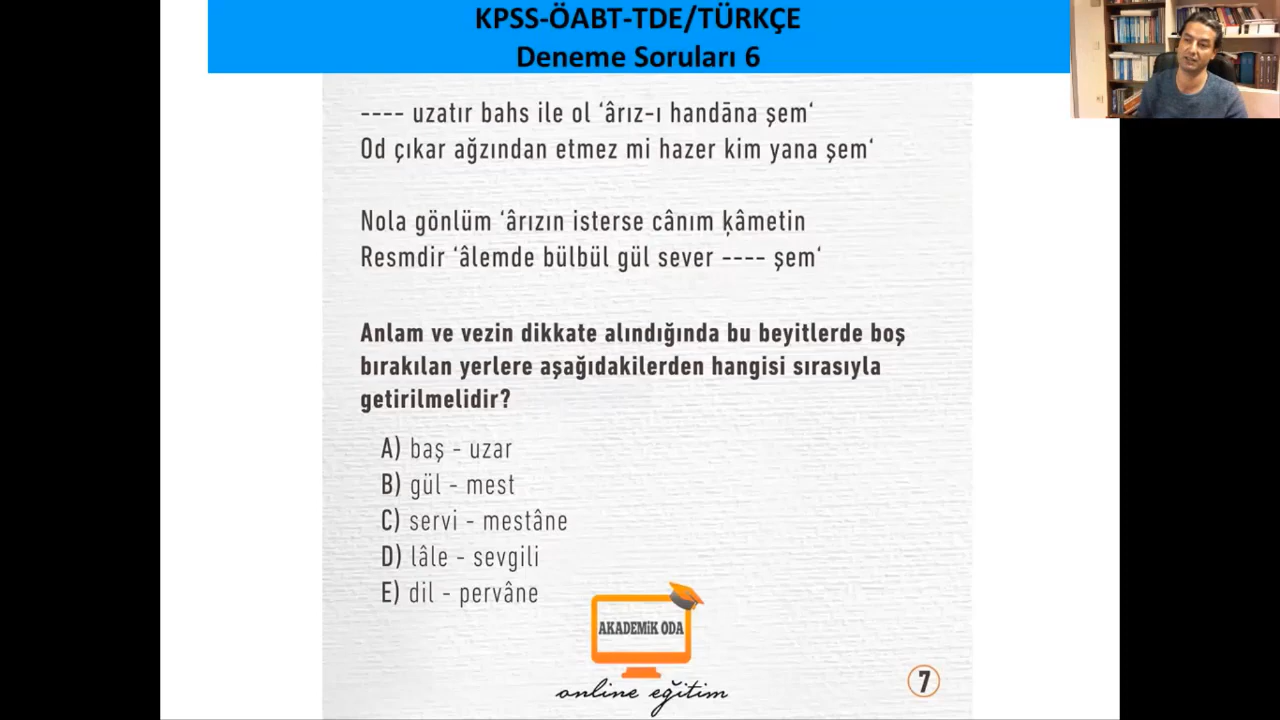 KPSS-ÖABT-TDE/TÜRKÇE
Deneme Soruları 6
---- uzatır bahs ile ol ‘ârız-ı handāna şem‘
Od çıkar ağzından etmez mi hazer kim yana şem‘
Nola gönlüm ‘ârızın isterse cânım ķâmetin
Resmdir ‘âlemde bülbül gül sever ---- şem‘
Anlam ve vezin dikkate alındığında bu beyitlerde boş
bırakılan yerlere aşağıdakilerden hangisi sırasıyla
getirilmelidir?
A) baş - uzar
B) gül - mest
C) servi - mestâne
D) lâle - sevgili
E) dil - pervâne
AKADEMiK ODA
online eğitim
7